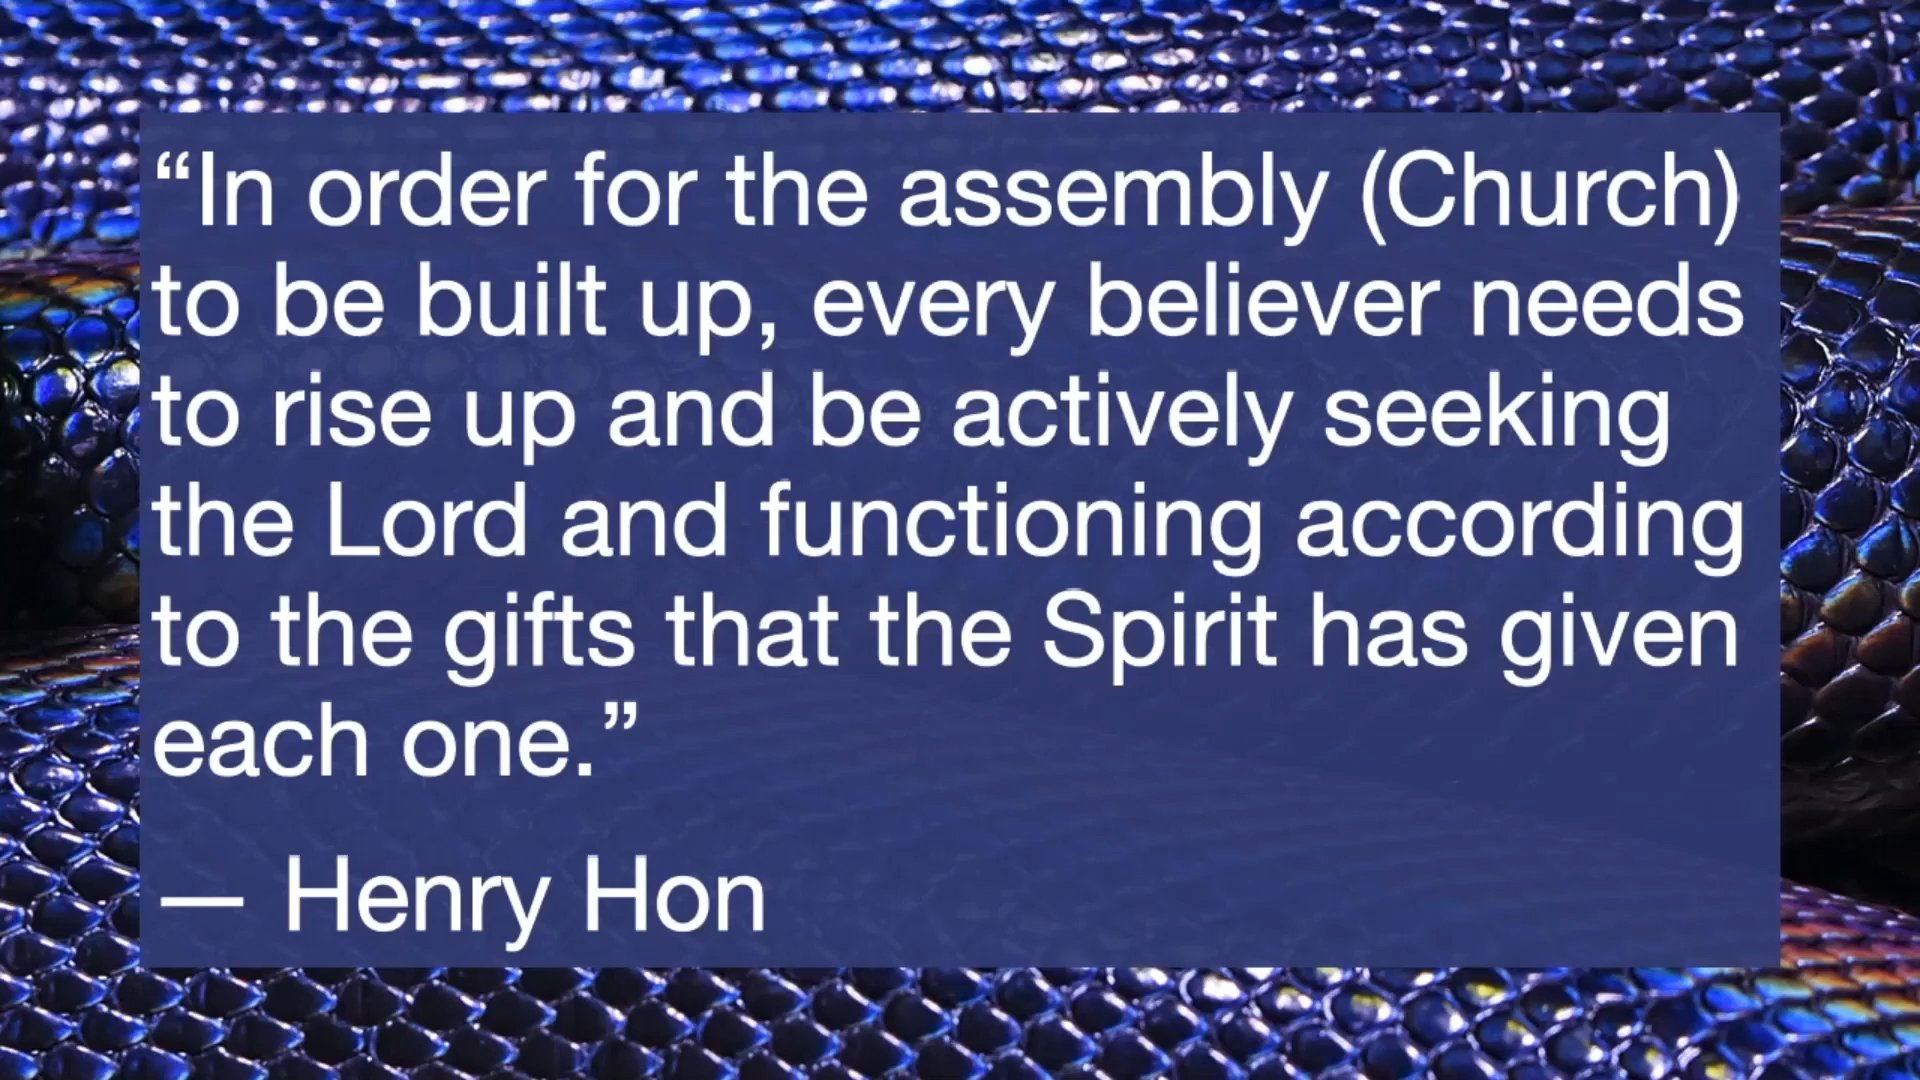 “In order for the assembly (Church)
to be built up, every believer needs
to rise up and be actively seeking
the Lord and functioning according
to the gifts that the Spirit has given
each one.”
— Henry Hon